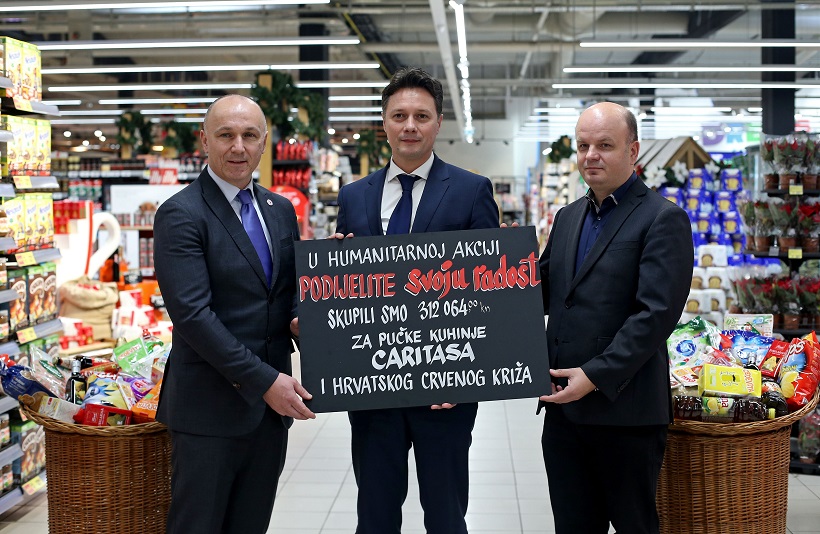 U HUMANITARNOJ AKCIJI
PODIJELITE svoju radost
SKUPILI SMO 312 064,00 kn
ZA PUČKE KUHINJE
CARITASA
I HRVATSKOG CRVENOG KRIŽA